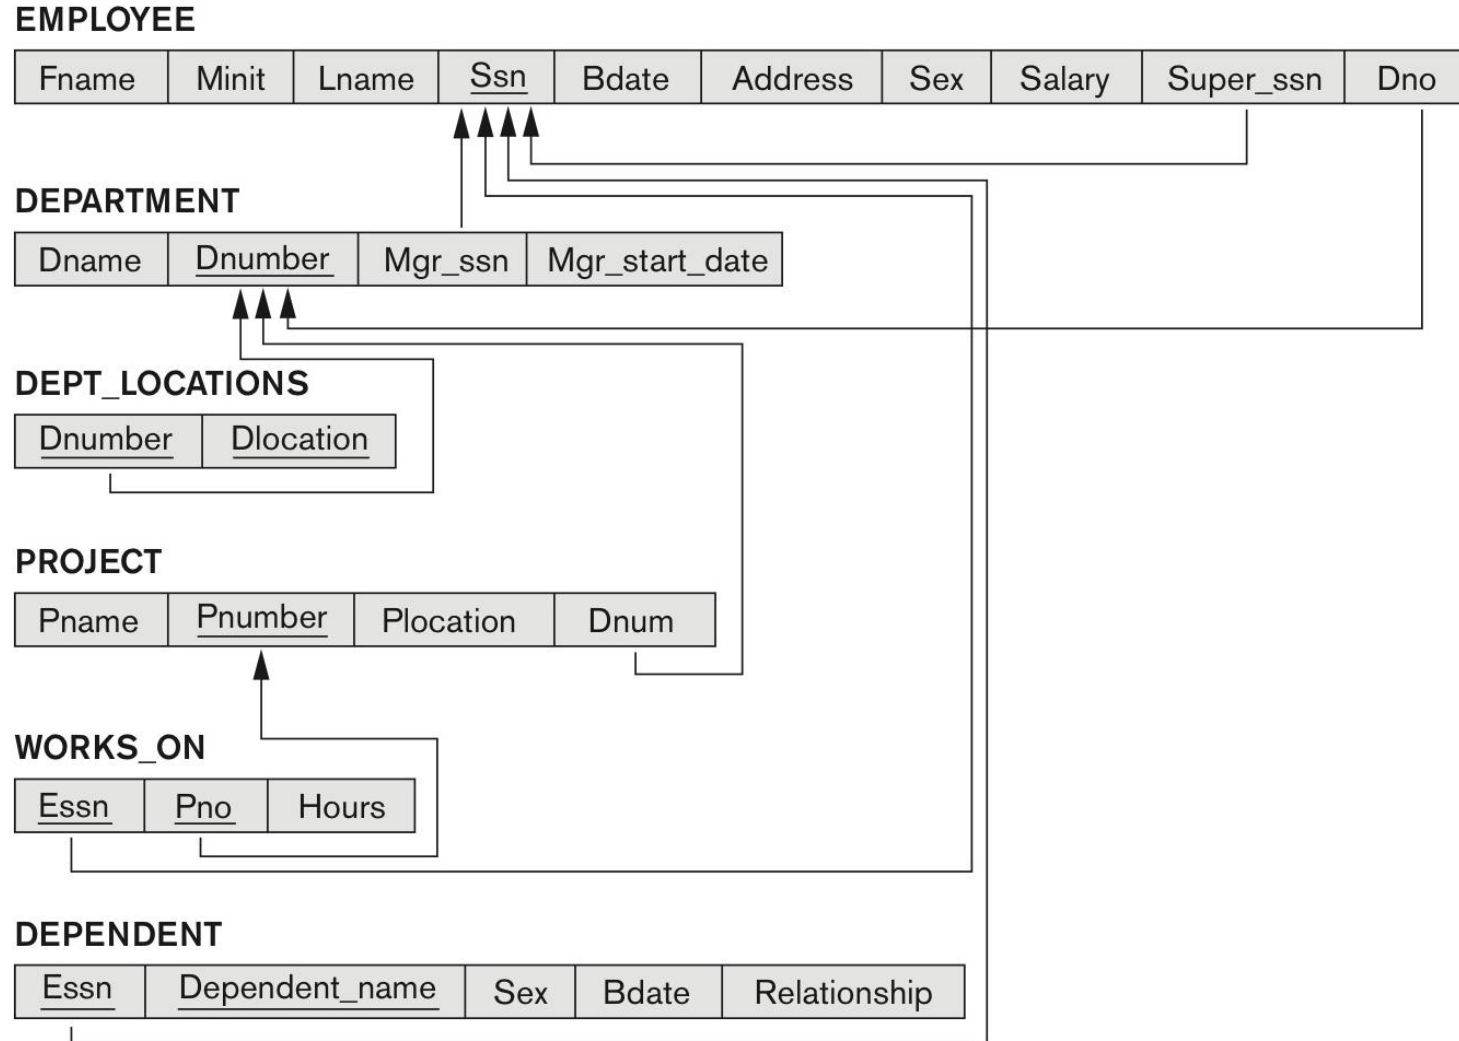 EMPLOYEE
Fname Minit Lname Ssn Bdate Address Sex Salary Super_ssn Dno
DEPARTMENT
Dname Dnumber Mgr_ssn Mgr_start_date
DEPT_LOCATIONS
Dnumber Dlocation
PROJECT
Pname Pnumber Plocation Dnum
WORKS_ON
Essn Pno Hours
DEPENDENT
Essn Dependent_name Sex Bdate Relationship